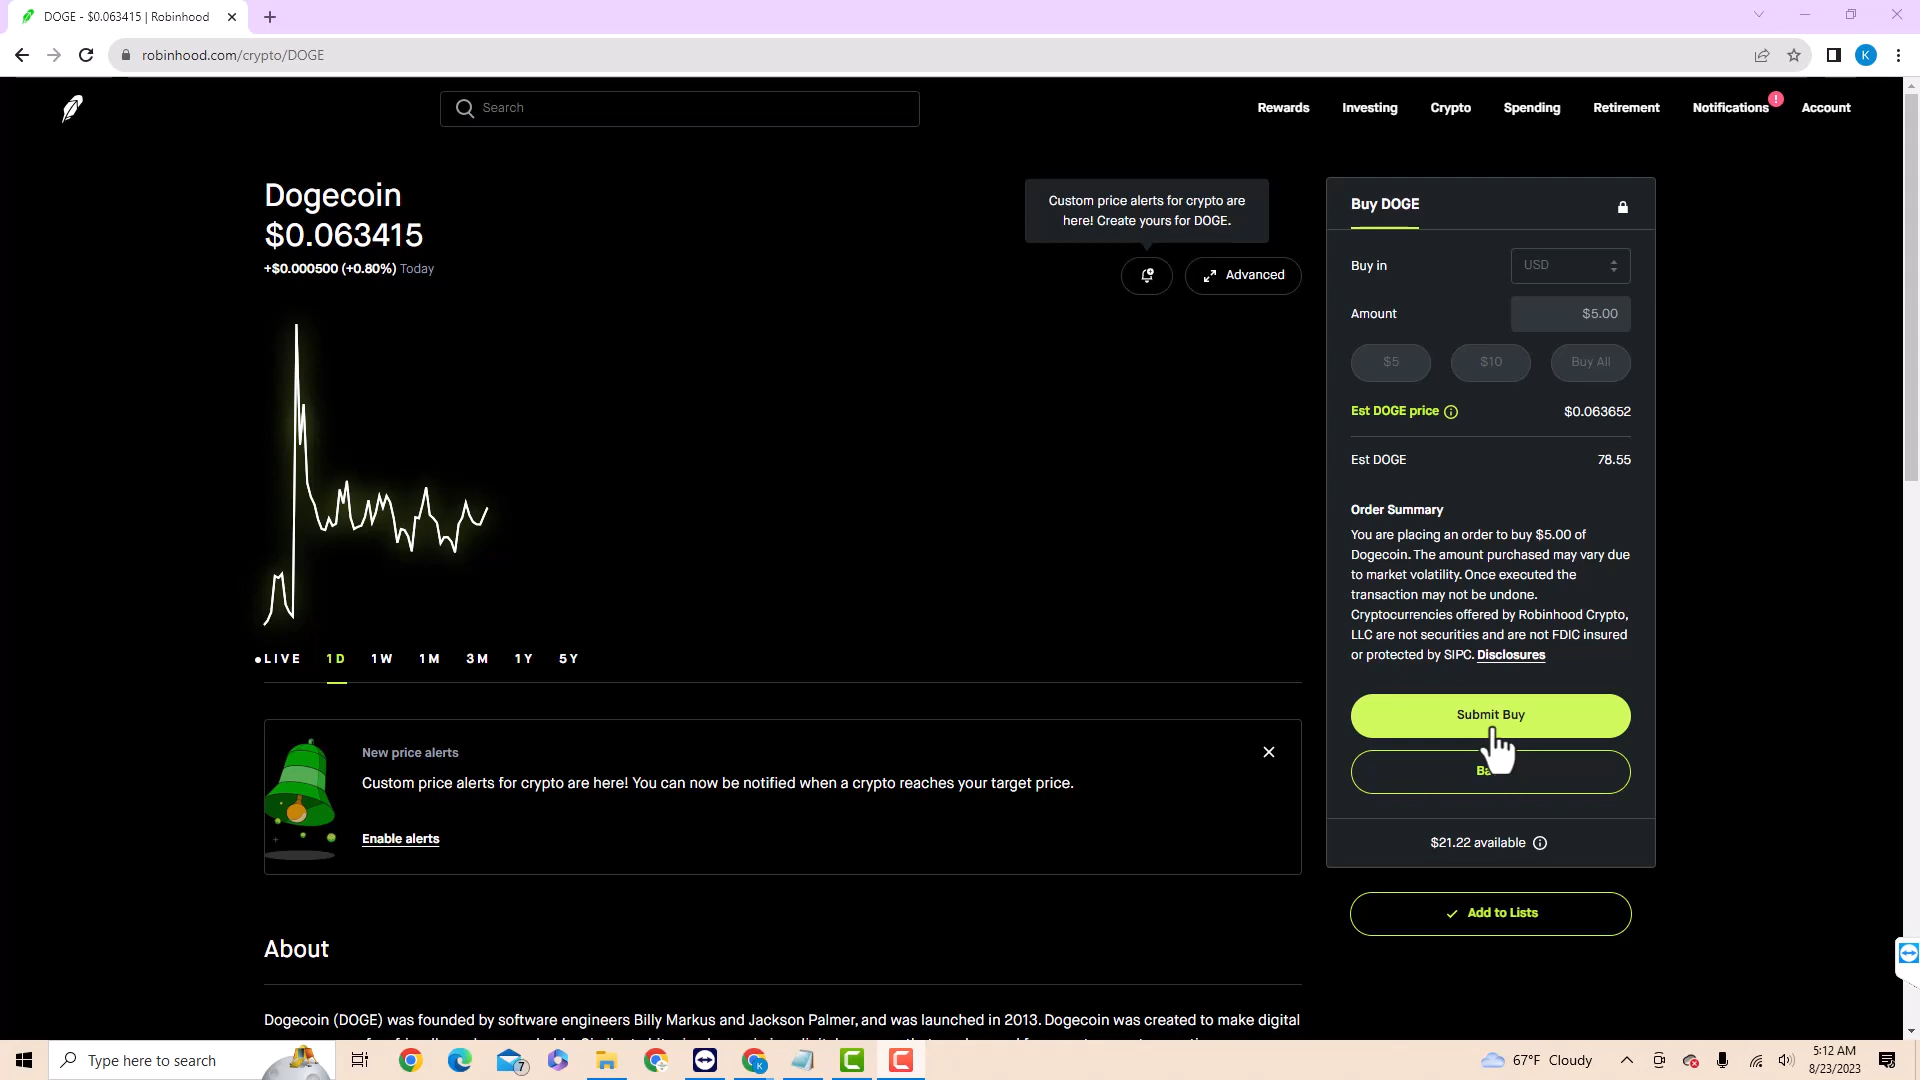 DOGE - $0.063415 | Robinhood
robinhood.com/crypto/DOGE
K
Search
Rewards
Investing
Crypto
Spending
Retirement
Notifications
!
Account
Dogecoin
$0.063415
+$0.000500 (+0.80%) Today
Custom price alerts for crypto are
here! Create yours for DOGE.
Advanced
Buy DOGE
Buy in
USD
Amount
$5.00
$5
$10
Buy All
Est DOGE price
$0.063652
Est DOGE
78.55
Order Summary
You are placing an order to buy $5.00 of
Dogecoin. The amount purchased may vary due
to market volatility. Once executed the
transaction may not be undone.
Cryptocurrencies offered by Robinhood Crypto,
LLC are not securities and are not FDIC insured
or protected by SIPC. Disclosures
Submit Buy
$21.22 available
Add to Lists
LIVE
1D
1W
1M
3M
1Y
5Y
New price alerts
Custom price alerts for crypto are here! You can now be notified when a crypto reaches your target price.
Enable alerts
About
Dogecoin (DOGE) was founded by software engineers Billy Markus and Jackson Palmer, and was launched in 2013. Dogecoin was created to make digital
Type here to search
7
K
67°F Cloudy
5:12 AM
8/23/2023